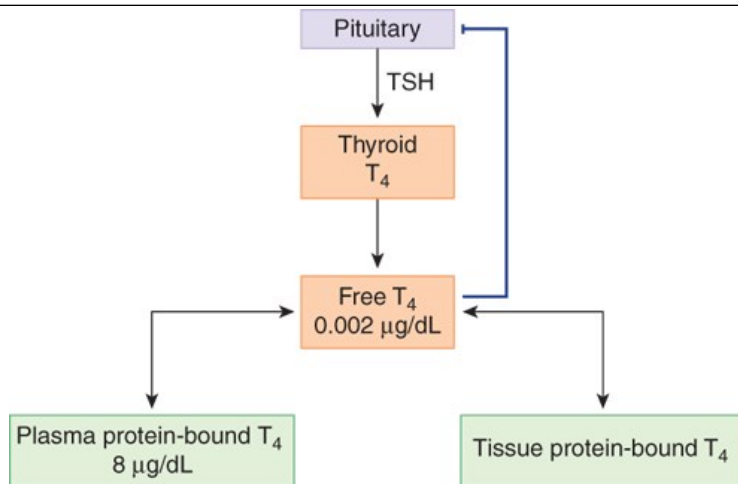 Pituitary
TSH
Thyroid
T₄
Free T₄
0.002 μg/dL
Plasma protein-bound T₄
8 μg/dL
Tissue protein-bound T₄